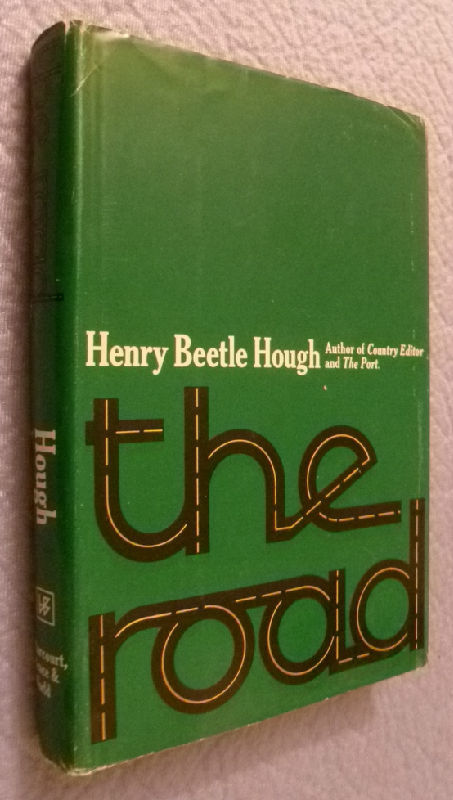 Henry Beetle Hough Author of Country Editor
and The Port.
the
road
Hough